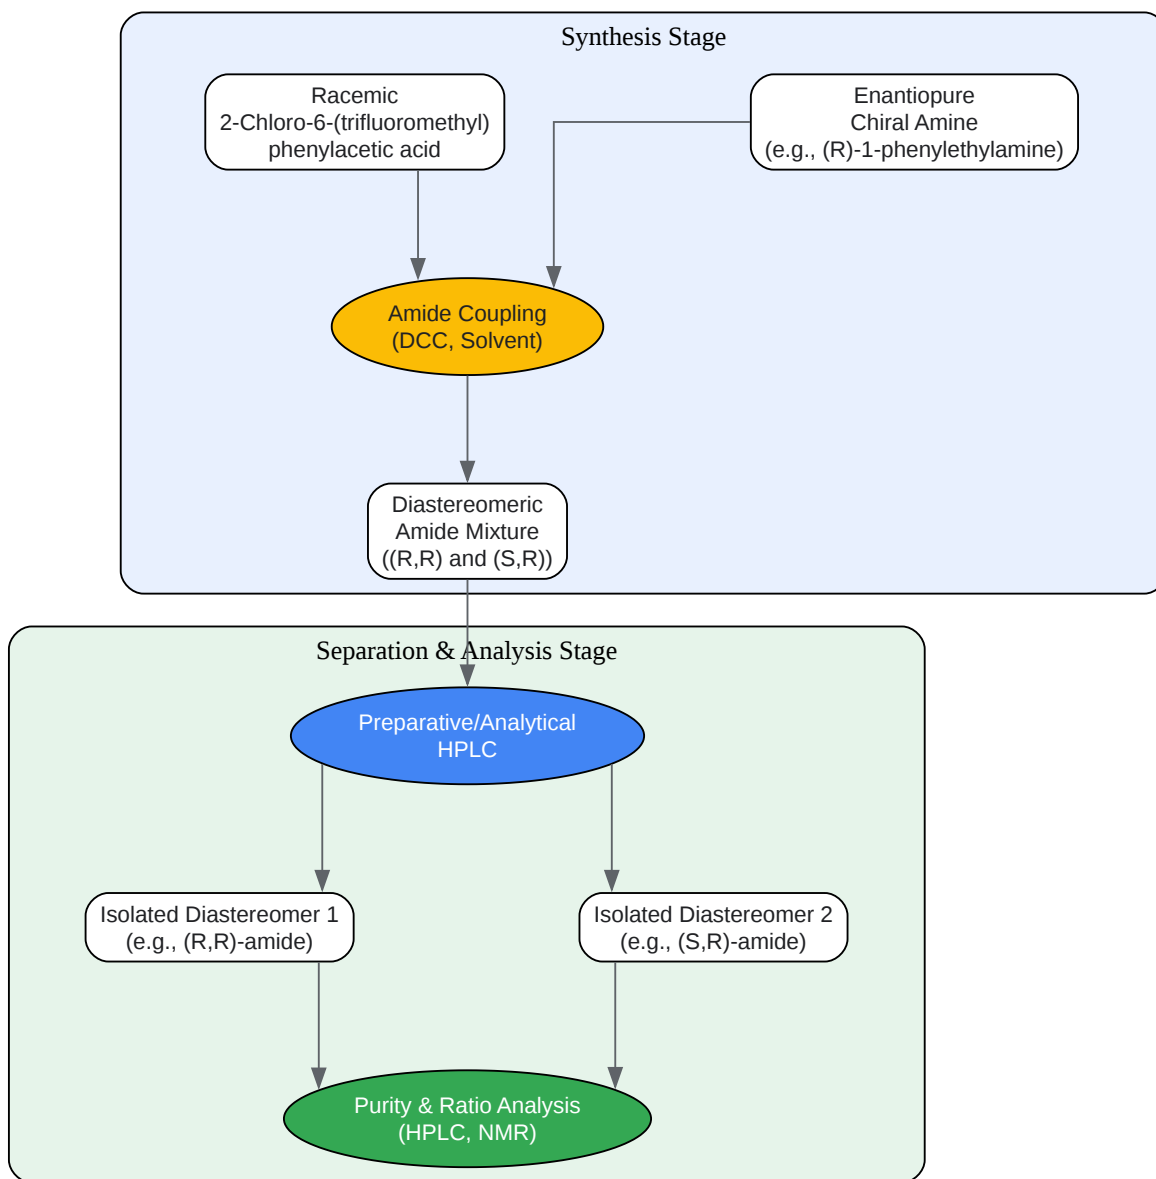 Synthesis Stage
Racemic
2-Chloro-6-(trifluoromethyl)
phenylacetic acid
Enantiopure
Chiral Amine
(e.g., (R)-1-phenylethylamine)
Amide Coupling
(DCC, Solvent)
Diastereomeric
Amide Mixture
((R,R) and (S,R))
Separation & Analysis Stage
Preparative/Analytical
HPLC
Isolated Diastereomer 1
(e.g., (R,R)-amide)
Isolated Diastereomer 2
(e.g., (S,R)-amide)
Purity & Ratio Analysis
(HPLC, NMR)